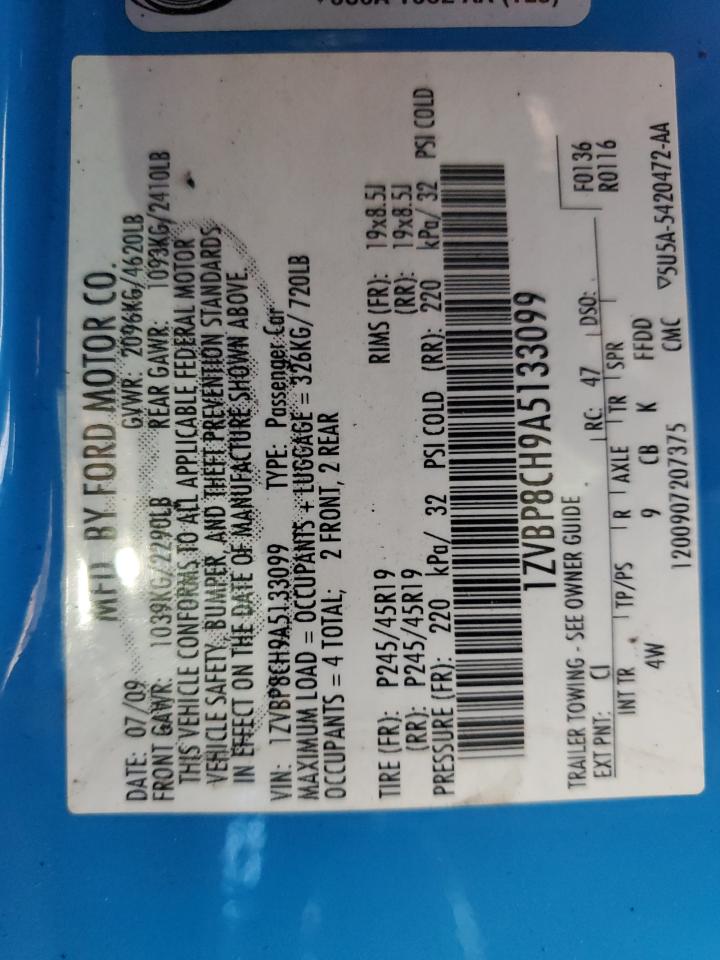 MFD. BY FORD MOTOR CO.
DATE: 07/09 GVWR: 2096KG/4620LB
FRONT GAWR: 1039KG/2290LB REAR GAWR: 1093KG/2410LB
THIS VEHICLE CONFORMS TO ALL APPLICABLE FEDERAL MOTOR
VEHICLE SAFETY, BUMPER, AND THEFT PREVENTION STANDARDS
IN EFFECT ON THE DATE OF MANUFACTURE SHOWN ABOVE.
VIN: 1ZVBP8CH9A5133099 TYPE: Passenger Car
MAXIMUM LOAD = OCCUPANTS + LUGGAGE = 326KG/ 720LB
OCCUPANTS = 4 TOTAL; 2 FRONT, 2 REAR
TIRE (FR): P245/45R19 RIMS (FR): 19x8.5J
(RR): P245/45R19 (RR): 19x8.5J
PRESSURE (FR): 220 kPa/ 32 PSI COLD (RR): 220 kPa/ 32 PSI COLD
1ZVBP8CH9A5133099
TRAILER TOWING - SEE OWNER GUIDE
F0136
EXT PNT: CI RC: 47 DSO: R0116
INT TR TP/PS R AXLE TR SPR
4W 9 CB K FFDD
1200907207375 CMC ▽5U5A-5420472-AA